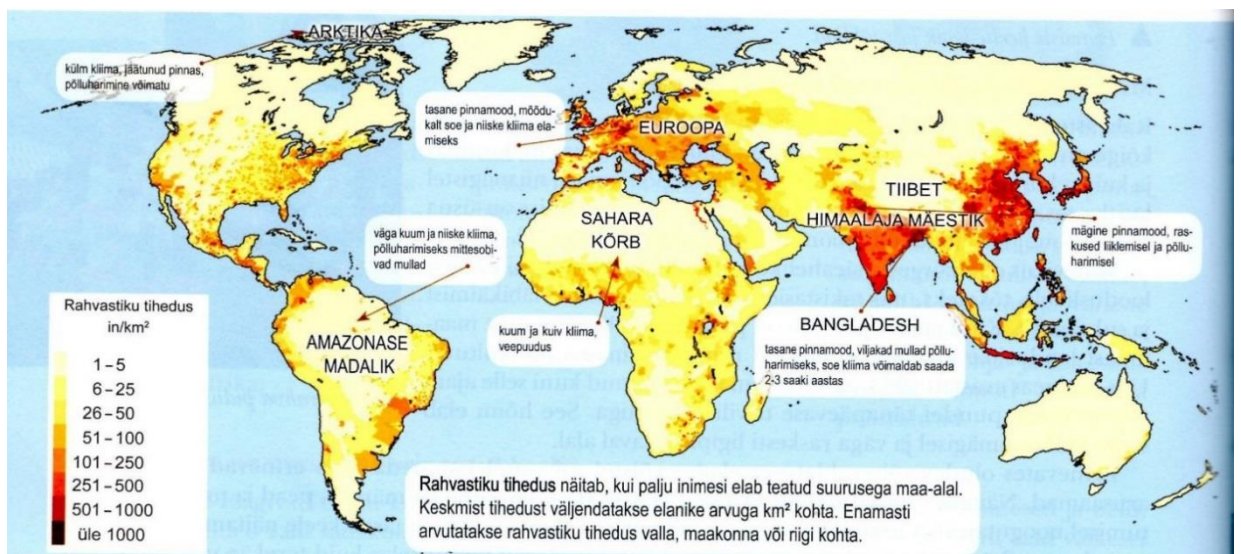 ARKTIKA
külm kliima, jäätunud pinnas,
põlluharimine võimatu
tasane pinnamood, möödu-
kalt soe ja niiske kliima ela-
miseks
EUROOPA
TIIBET
HIMAALAJA MÄESTIK
mägine pinnamood, ras-
kused liiklemisel ja põllu-
harimisel
SAHARA
KÕRB
kuum ja kuiv kliima,
veepuudus
väga kuum ja niiske kliima,
põlluharimiseks mittesobi-
vad mullad
AMAZONASE
MADALIK
BANGLADESH
tasane pinnamood, viljakad mullad põllu-
harimiseks, soe kliima võimaldab saada
2-3 saaki aastas
Rahvastiku tihedus
in/km²
1-5
6-25
26-50
51-100
101-250
251-500
501-1000
üle 1000
Rahvastiku tihedus näitab, kui palju inimesi elab teatud suurusega maa-alal.
Keskmist tihedust väljendatakse elanike arvuga km² kohta. Enamasti
arvutatakse rahvastiku tihedus valla, maakonna või riigi kohta.